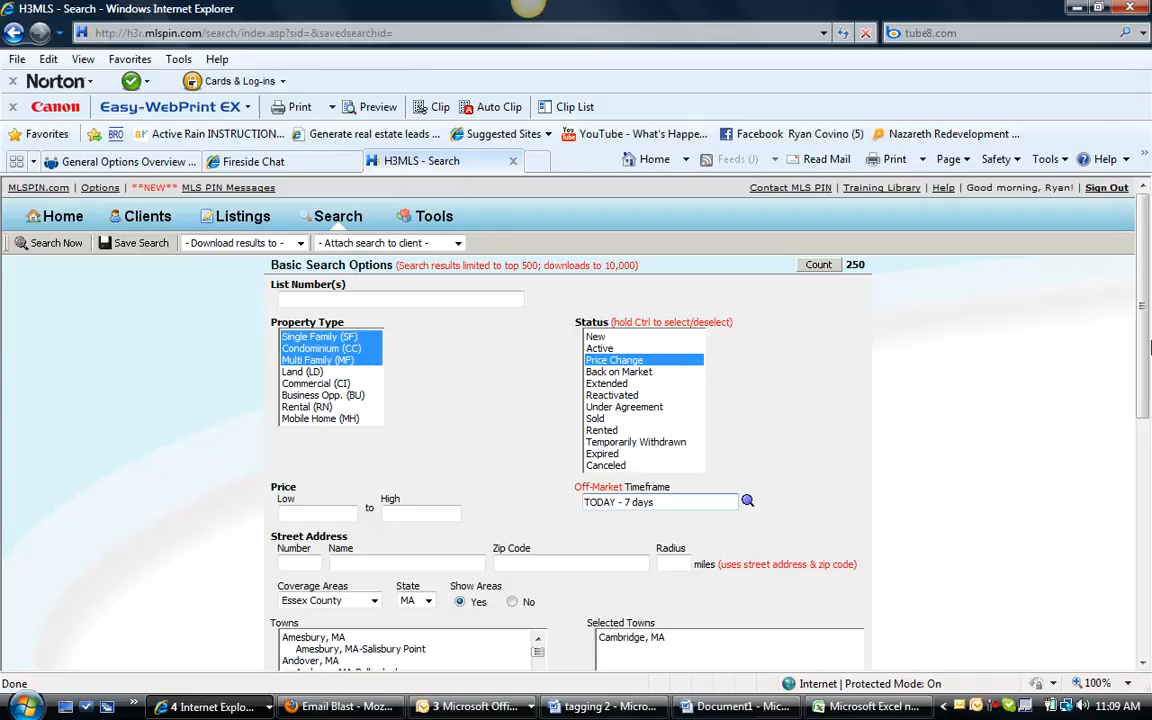 H3MLS - Search - Windows Internet Explorer
http://h3r.mlspin.com/search/index.asp?sid=&savedsearchid=
tube8.com
File Edit View Favorites Tools Help
Norton Cards & Log-ins
Canon Easy-WebPrint EX Print Preview Clip Auto Clip Clip List
Favorites BRO Active Rain INSTRUCTION... Generate real estate leads ... Suggested Sites YouTube - What's Happe... Facebook Ryan Covino (5) Nazareth Redevelopment ...
General Options Overview ... Fireside Chat H3MLS - Search Home Feeds (J) Read Mail Print Page Safety Tools Help
MLSPIN.com | Options | **NEW** MLS PIN Messages Contact MLS PIN | Training Library | Help | Good morning, Ryan! | Sign Out
Home Clients Listings Search Tools
Search Now Save Search - Download results to - - Attach search to client -
Basic Search Options (Search results limited to top 500; downloads to 10,000) Count 250
List Number(s)
Property Type
Single Family (SF)
Condominium (CC)
Multi Family (MF)
Land (LD)
Commercial (CI)
Business Opp. (BU)
Rental (RN)
Mobile Home (MH)
Status (hold Ctrl to select/deselect)
New
Active
Price Change
Back on Market
Extended
Reactivated
Under Agreement
Sold
Rented
Temporarily Withdrawn
Expired
Canceled
Price
Low to High
Off-Market Timeframe
TODAY - 7 days
Street Address
Number Name Zip Code Radius
miles (uses street address & zip code)
Coverage Areas State Show Areas
Essex County MA Yes No
Towns
Amesbury, MA
Amesbury, MA-Salisbury Point
Andover, MA
Selected Towns
Cambridge, MA
Done Internet | Protected Mode: On 100%
4 Internet Explo... Email Blast - Moz... 3 Microsoft Offi... tagging 2 - Micro... Document1 - Mic... Microsoft Excel n... 11:09 AM